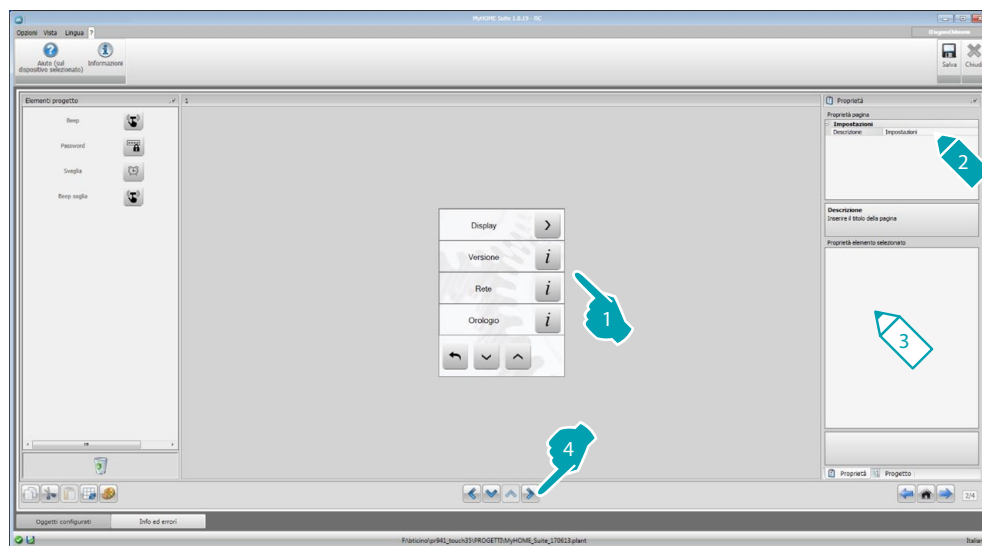 MyHOME Suite 1.0.19 - RC
Opzioni Vista Lingua ?
Aiuto (sul dispositivo selezionato)
Informazioni
Salva Chiudi
Elementi progetto
1
Proprietà
Beep
Password
Sveglia
Beep soglia
Proprietà pagina
Impostazioni
Descrizione Impostazioni
2
Descrizione
Inserire il titolo della pagina
Proprietà elemento selezionato
Display
Versione i
Rete i
Orologio i
1
3
4
Proprietà Progetto
2/4
Oggetti configurati Info ed errori
Italian